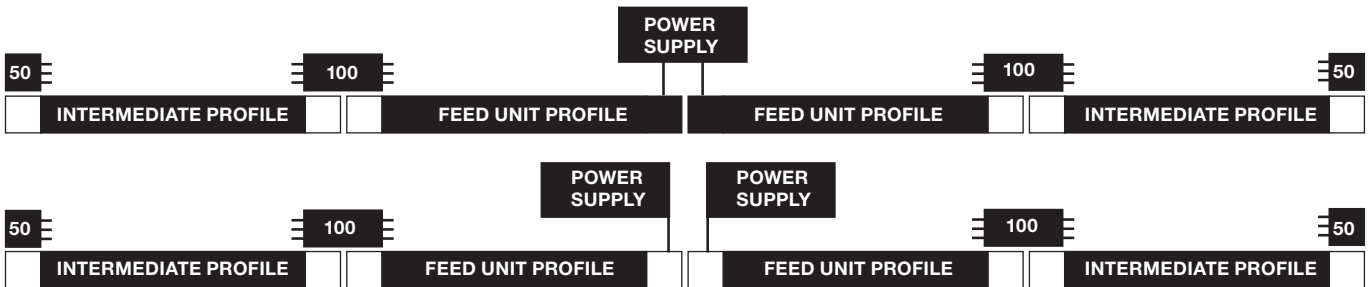 POWER
SUPPLY
50 100 100 50
INTERMEDIATE PROFILE FEED UNIT PROFILE FEED UNIT PROFILE INTERMEDIATE PROFILE
POWER POWER
SUPPLY SUPPLY
50 100 100 50
INTERMEDIATE PROFILE FEED UNIT PROFILE FEED UNIT PROFILE INTERMEDIATE PROFILE